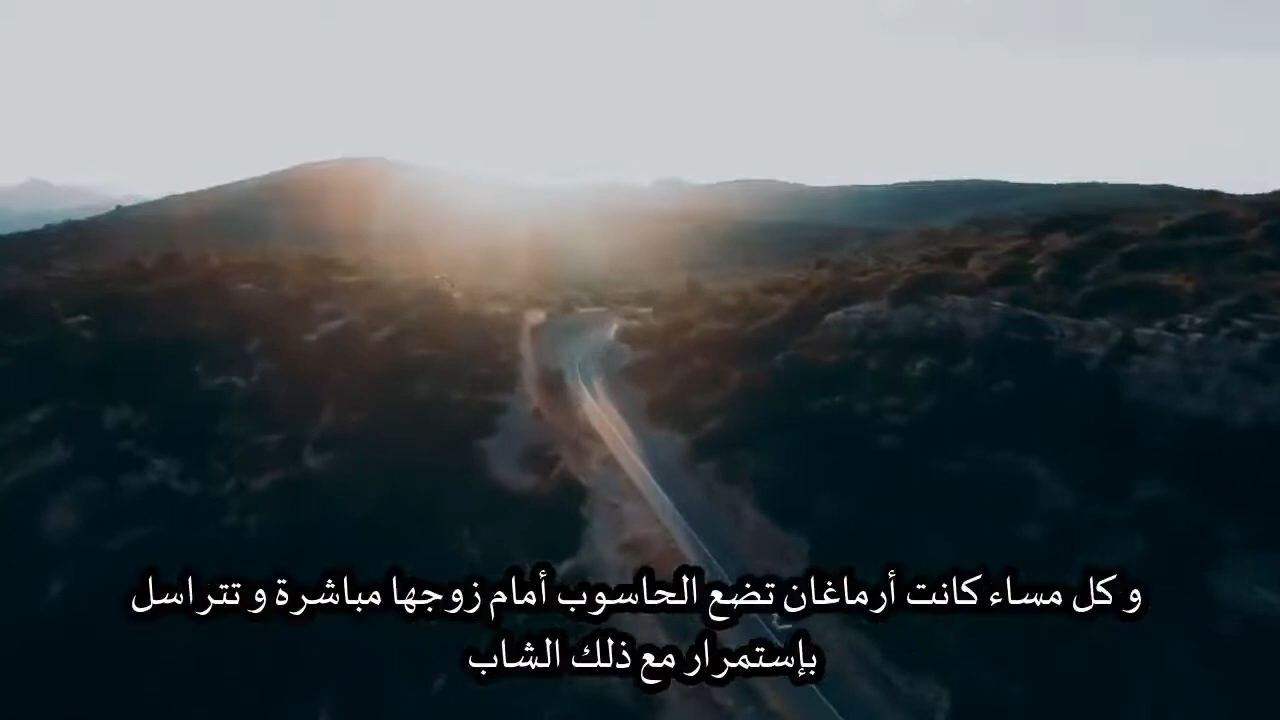 و كل مساء كانت أرماغان تضع الحاسوب أمام زوجها مباشرة و تتراسل
بإستمرار مع ذلك الشاب